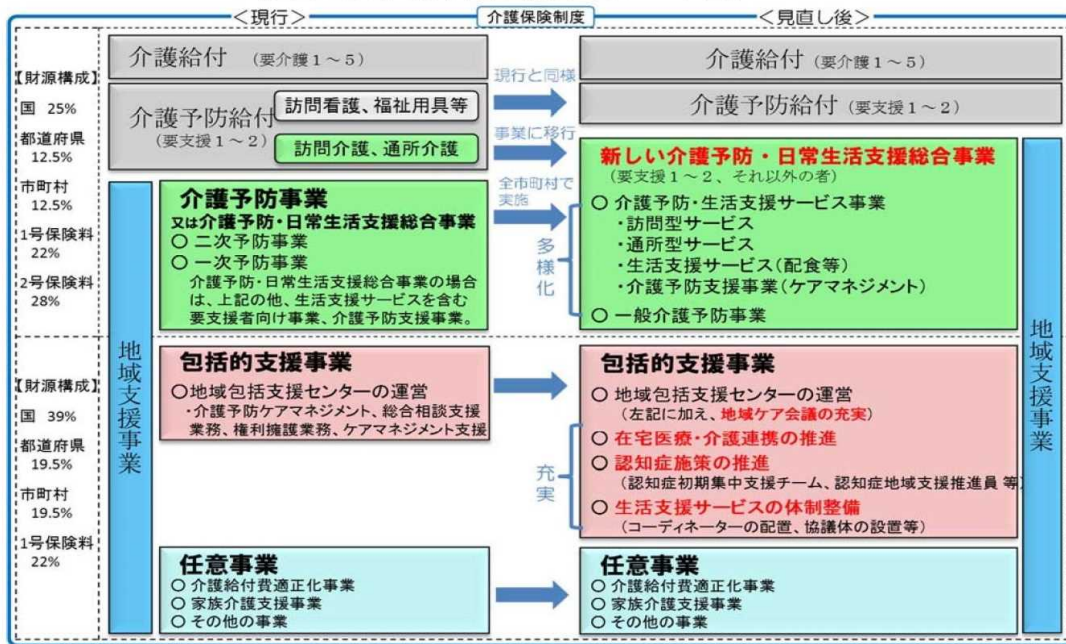 ＜現行＞
介護保険制度
＜見直し後＞
【財源構成】
国 25%
都道府県
12.5%
市町村
12.5%
1号保険料
22%
2号保険料
28%
【財源構成】
国 39%
都道府県
19.5%
市町村
19.5%
1号保険料
22%
介護給付 （要介護１～５）
介護予防給付
（要支援１～２）
訪問看護、福祉用具等
訪問介護、通所介護
地域支援事業
介護予防事業
又は介護予防・日常生活支援総合事業
○ 二次予防事業
○ 一次予防事業
介護予防・日常生活支援総合事業の場合
は、上記の他、生活支援サービスを含む
要支援者向け事業、介護予防支援事業。
包括的支援事業
○地域包括支援センターの運営
・介護予防ケアマネジメント、総合相談支援
業務、権利擁護業務、ケアマネジメント支援
任意事業
○ 介護給付費適正化事業
○ 家族介護支援事業
○ その他の事業
現行と同様
事業に移行
全市町村で
実施
多様化
充実
介護給付（要介護１～５）
介護予防給付（要支援１～２）
新しい介護予防・日常生活支援総合事業
（要支援１～２、それ以外の者）
○ 介護予防・生活支援サービス事業
・訪問型サービス
・通所型サービス
・生活支援サービス（配食等）
・介護予防支援事業（ケアマネジメント）
○ 一般介護予防事業
包括的支援事業
○ 地域包括支援センターの運営
（左記に加え、地域ケア会議の充実）
○ 在宅医療・介護連携の推進
○ 認知症施策の推進
（認知症初期集中支援チーム、認知症地域支援推進員 等）
○ 生活支援サービスの体制整備
（コーディネーターの配置、協議体の設置等）
任意事業
○ 介護給付費適正化事業
○ 家族介護支援事業
○ その他の事業
地域支援事業